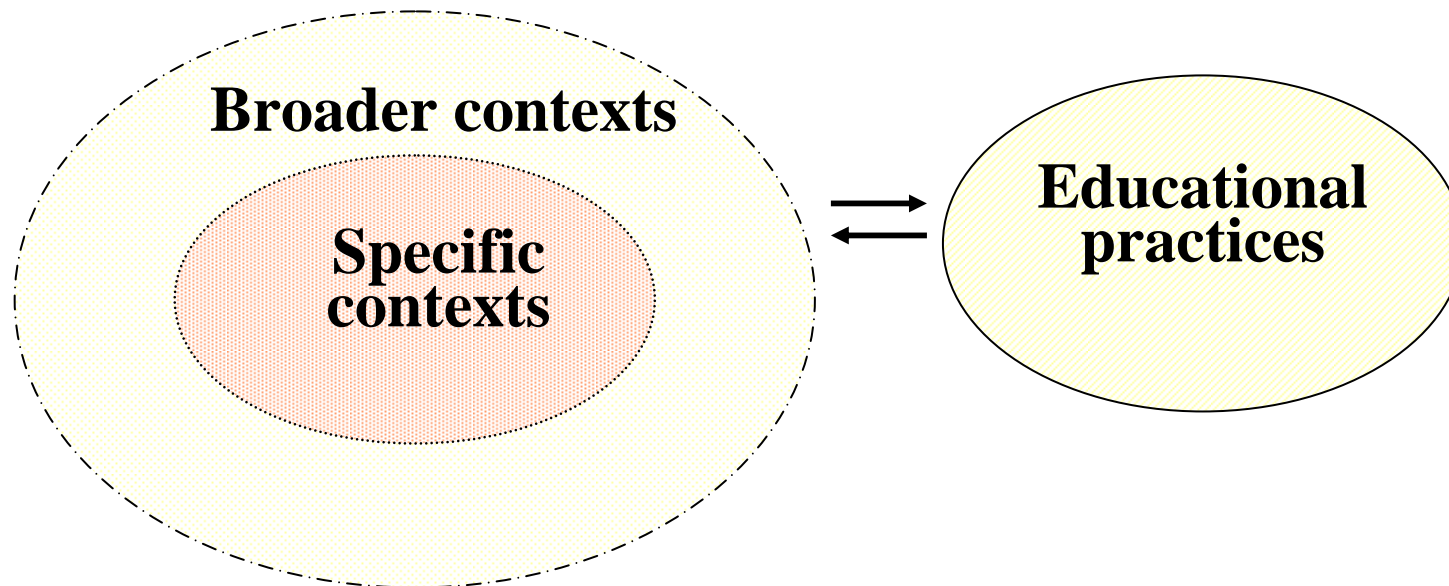 Broader contexts
Specific
contexts
Educational
practices